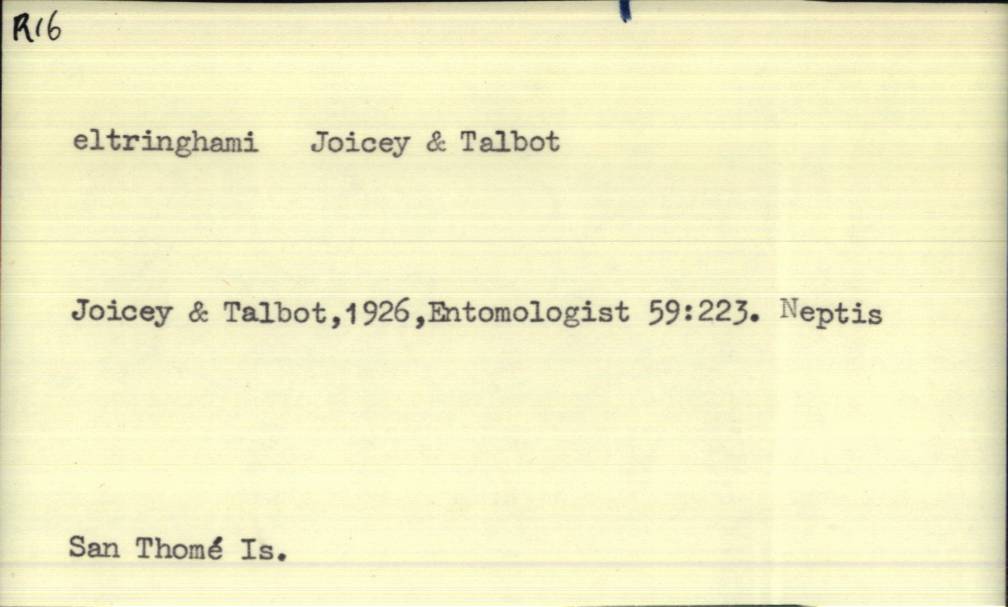 R16
eltringhami Joicey & Talbot
Joicey & Talbot,1926,Entomologist 59:223. Neptis
San Thomé Is.